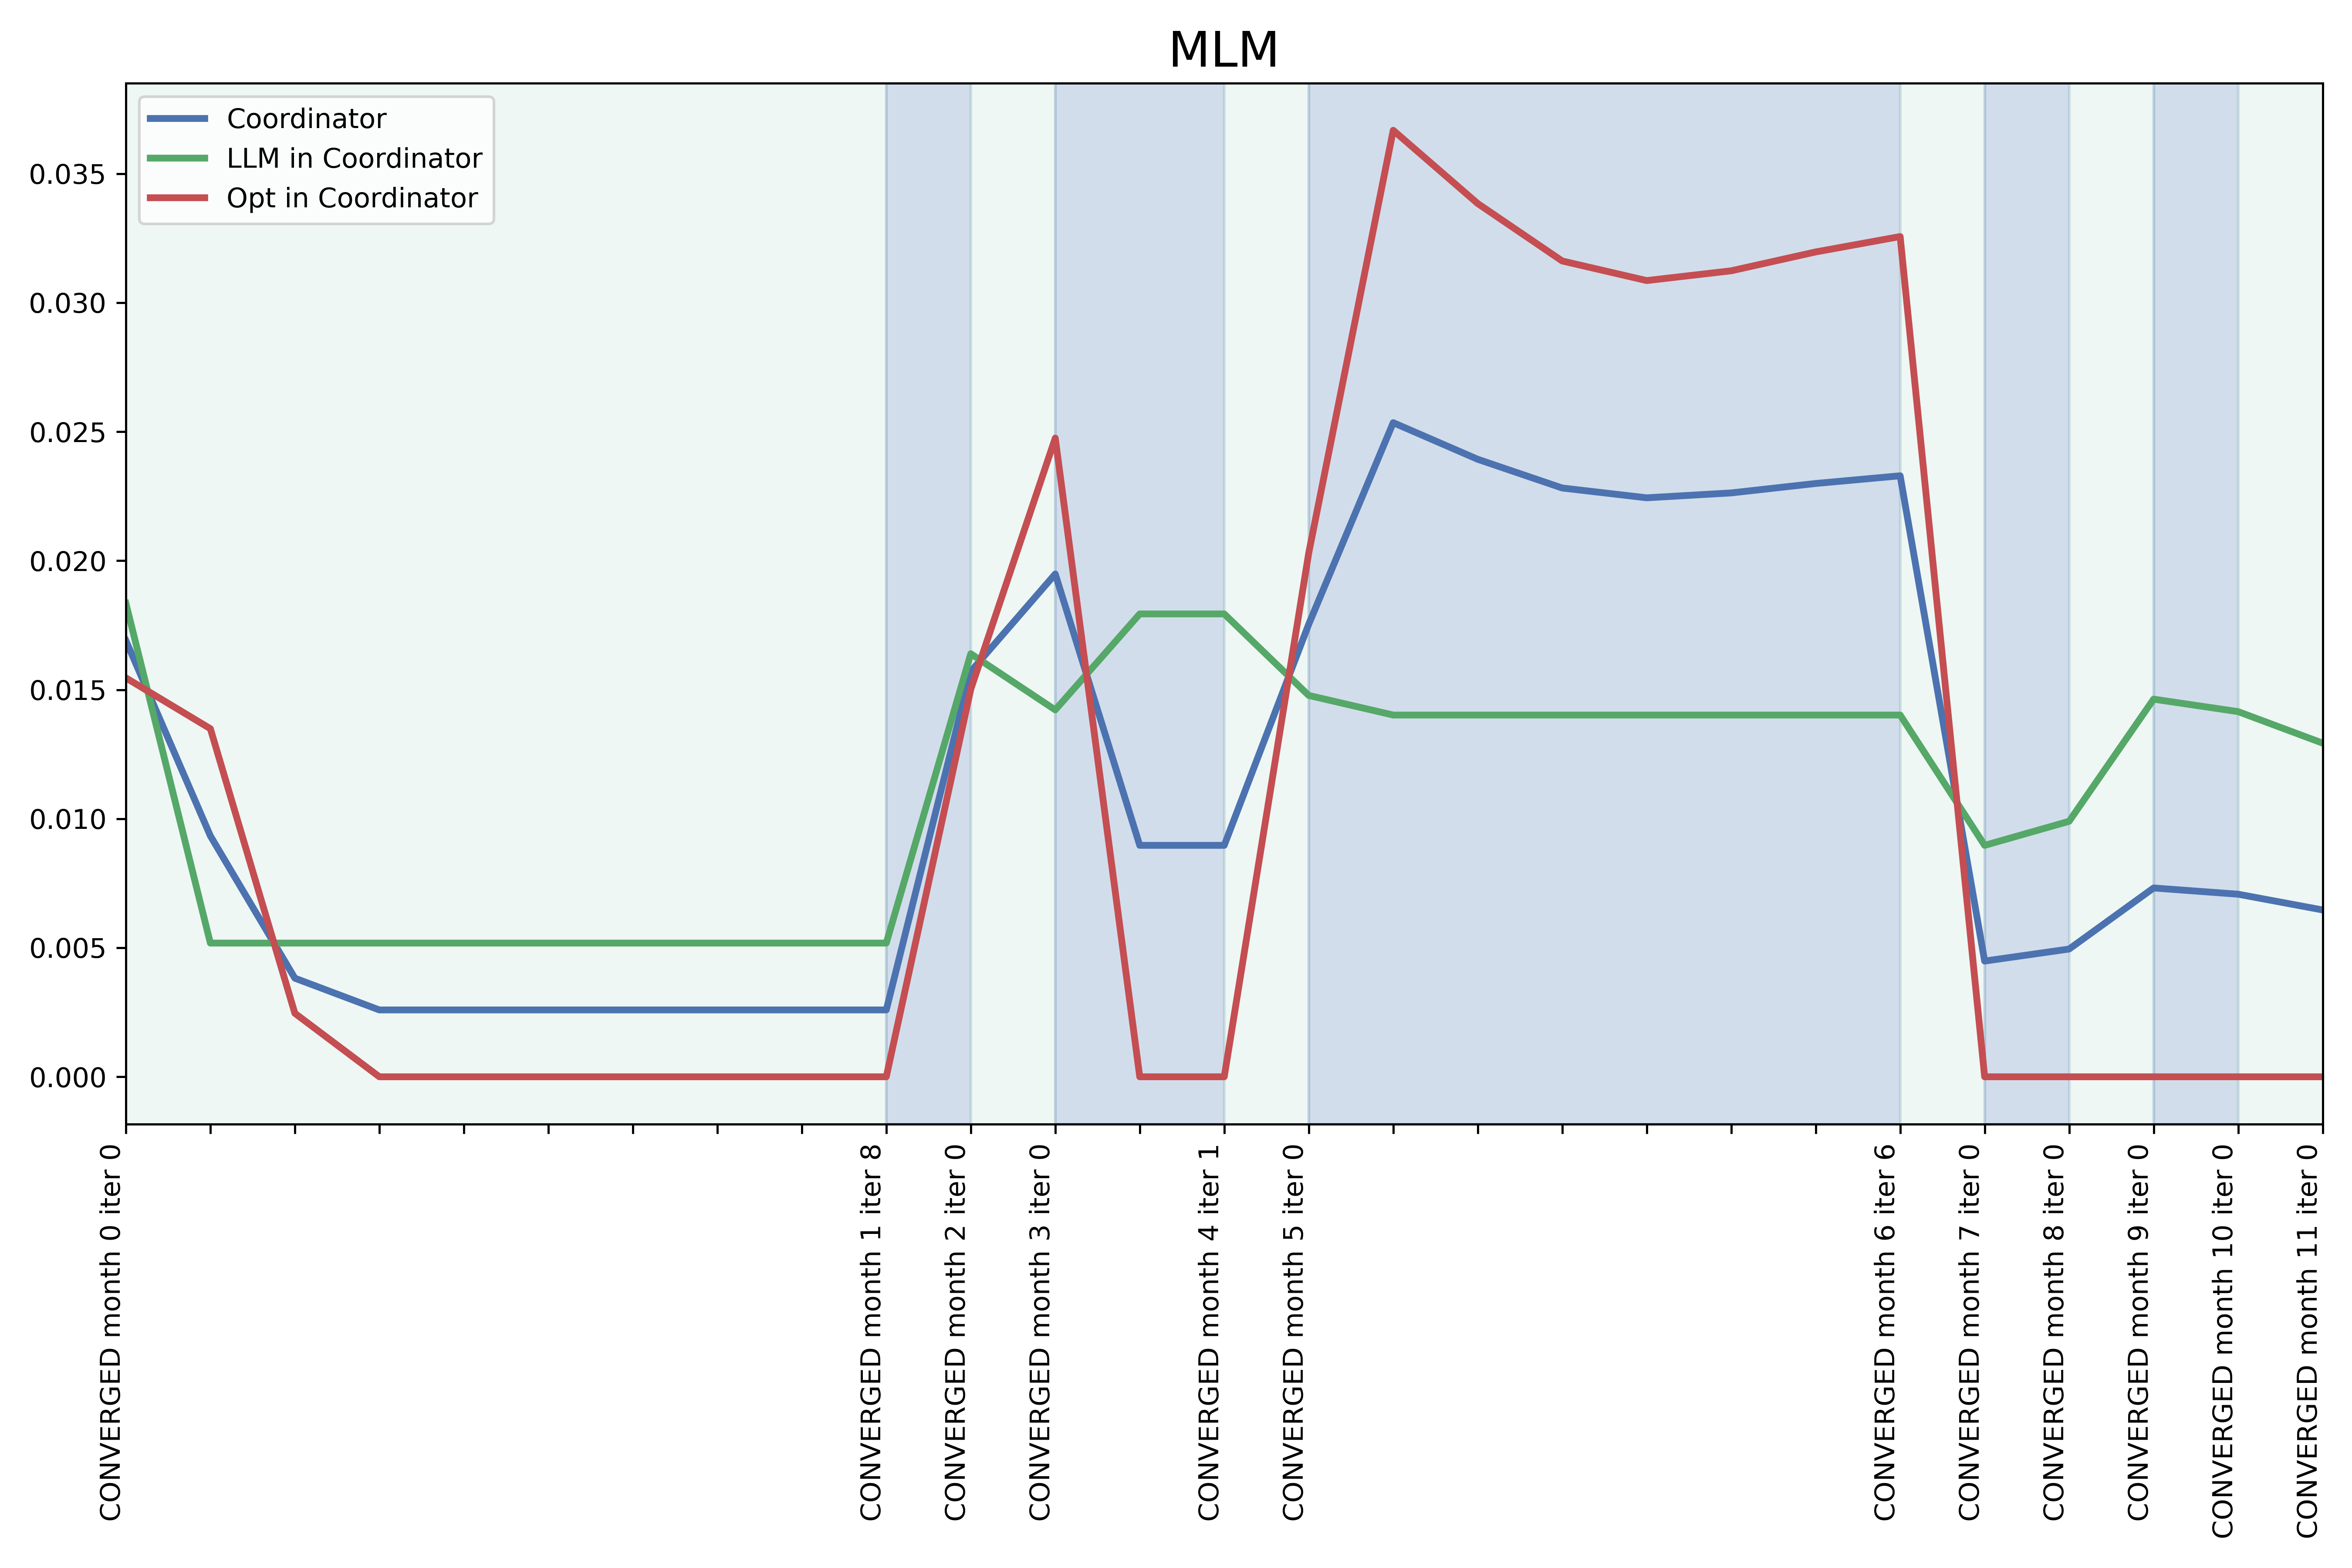 MLM
Coordinator
LLM in Coordinator
Opt in Coordinator
0.035
0.030
0.025
0.020
0.015
0.010
0.005
0.000
CONVERGED month 0 iter 0
CONVERGED month 1 iter 8
CONVERGED month 2 iter 0
CONVERGED month 3 iter 0
CONVERGED month 4 iter 1
CONVERGED month 5 iter 0
CONVERGED month 6 iter 6
CONVERGED month 7 iter 0
CONVERGED month 8 iter 0
CONVERGED month 9 iter 0
CONVERGED month 10 iter 0
CONVERGED month 11 iter 0